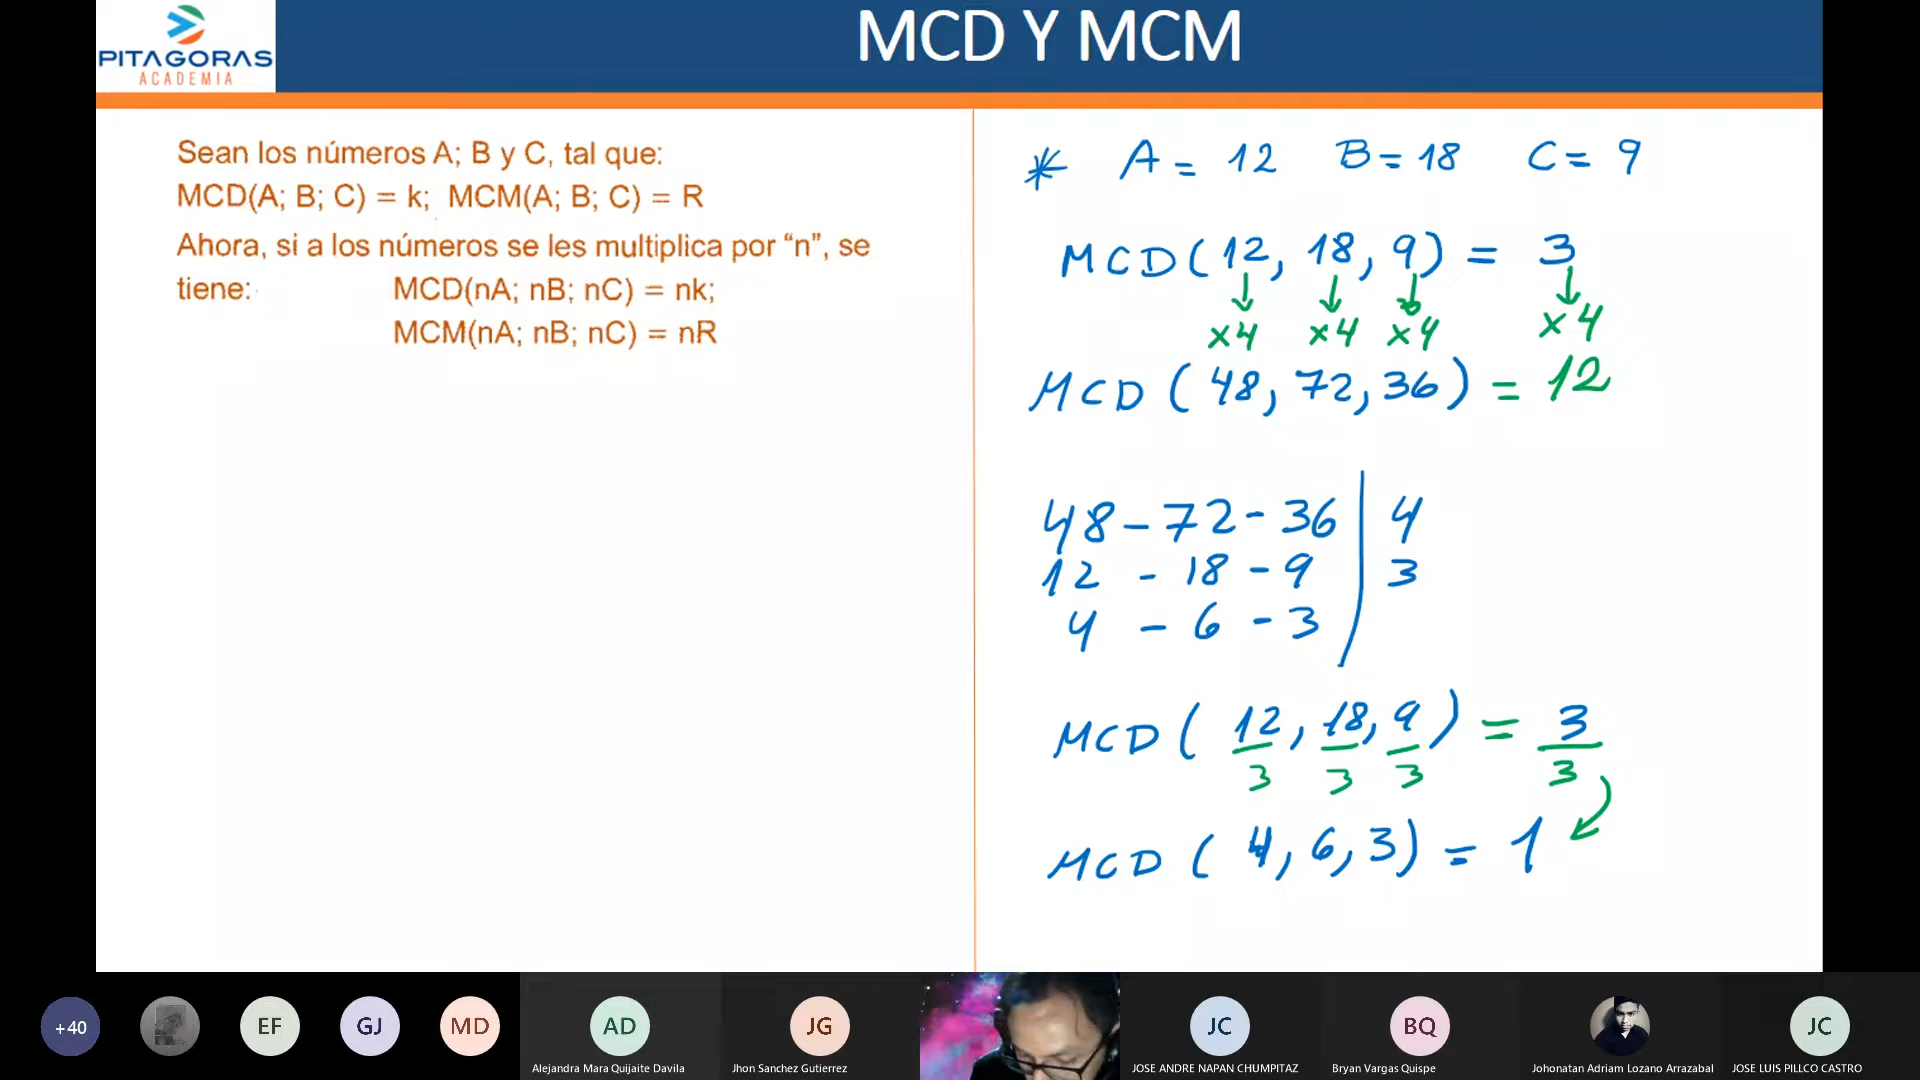 PITAGORAS
ACADEMIA
MCD Y MCM
Sean los números A; B y C, tal que:
MCD(A; B; C) = k; MCM(A; B; C) = R
Ahora, si a los números se les multiplica por “n”, se
tiene: MCD(nA; nB; nC) = nk;
MCM(nA; nB; nC) = nR
* A = 12 B = 18 C = 9
MCD(12, 18, 9) = 3
×4 ×4 ×4 ×4
MCD (48, 72, 36) = 12
48 - 72 - 36 | 4
12 - 18 - 9 | 3
4 - 6 - 3
MCD ( 12/3, 18/3, 9/3 ) = 3/3
MCD ( 4, 6, 3) = 1
+40
EF
GJ
MD
AD
JG
JC
BQ
JC
Alejandra Mara Quijaite Davila
Jhon Sanchez Gutierrez
JOSE ANDRE NAPAN CHUMPITAZ
Bryan Vargas Quispe
Johonatan Adriam Lozano Arrazabal
JOSE LUIS PILLCO CASTRO